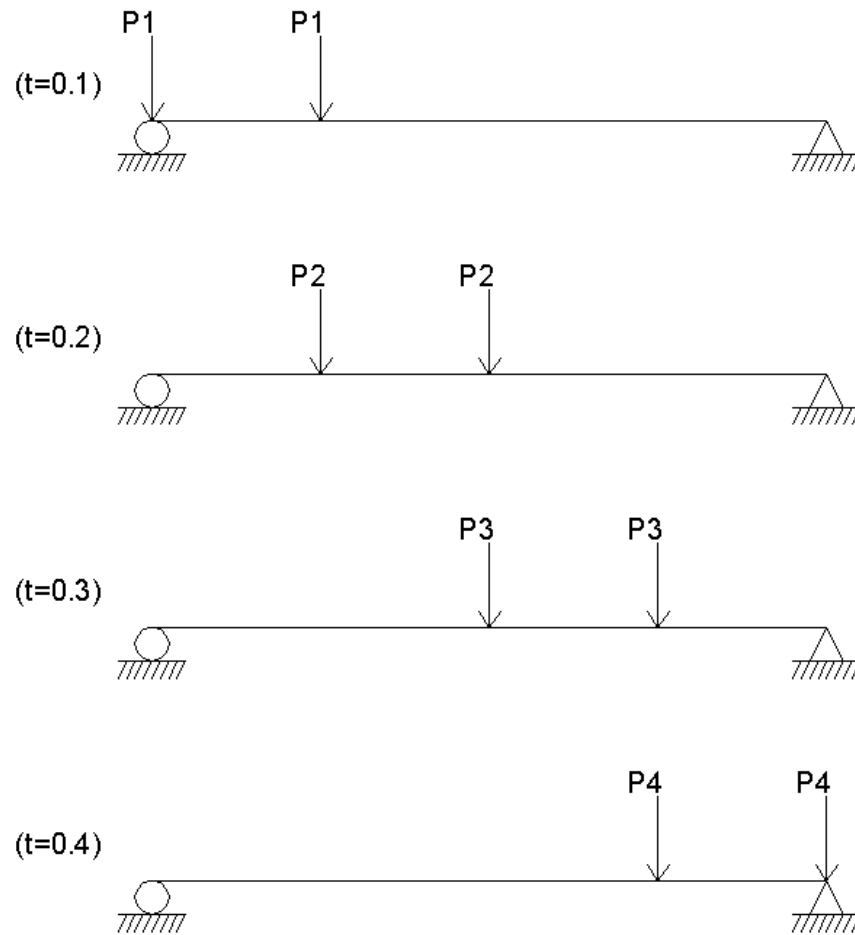 P1 P1
(t=0.1)
P2 P2
(t=0.2)
P3 P3
(t=0.3)
P4 P4
(t=0.4)